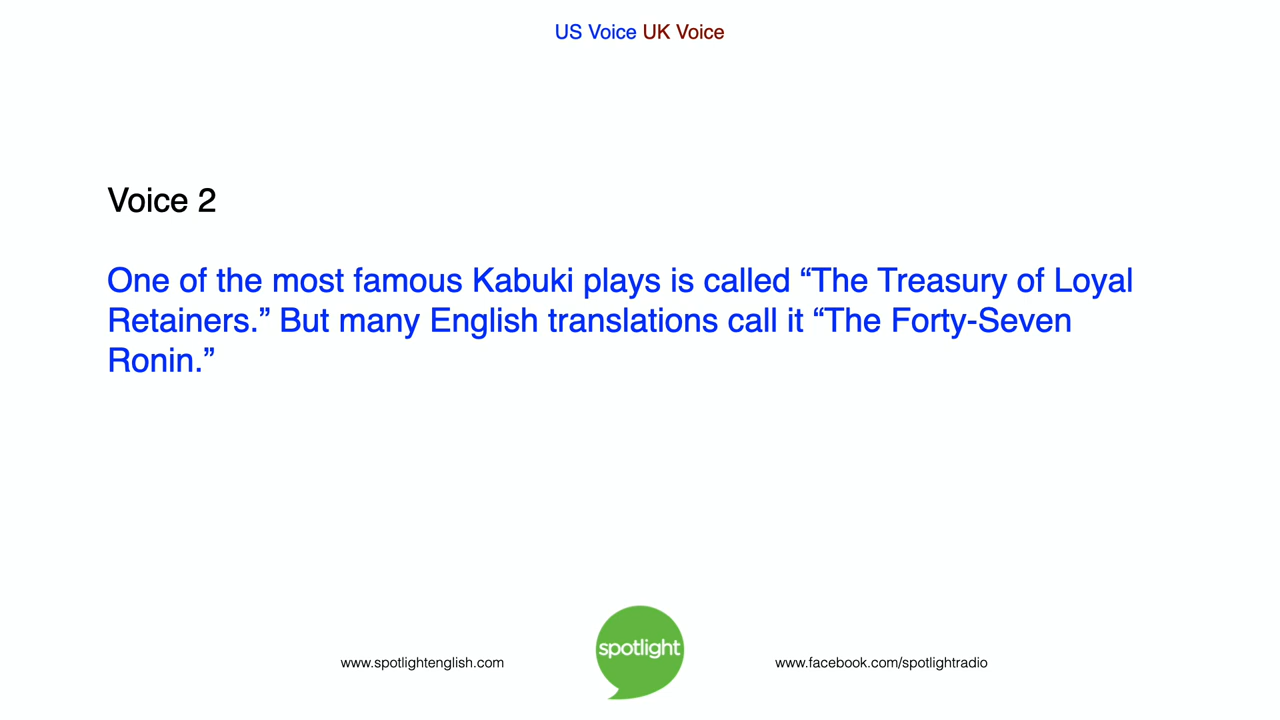 US Voice UK Voice
Voice 2
One of the most famous Kabuki plays is called “The Treasury of Loyal
Retainers.” But many English translations call it “The Forty-Seven
Ronin.”
spotlight
www.spotlightenglish.com
www.facebook.com/spotlightradio